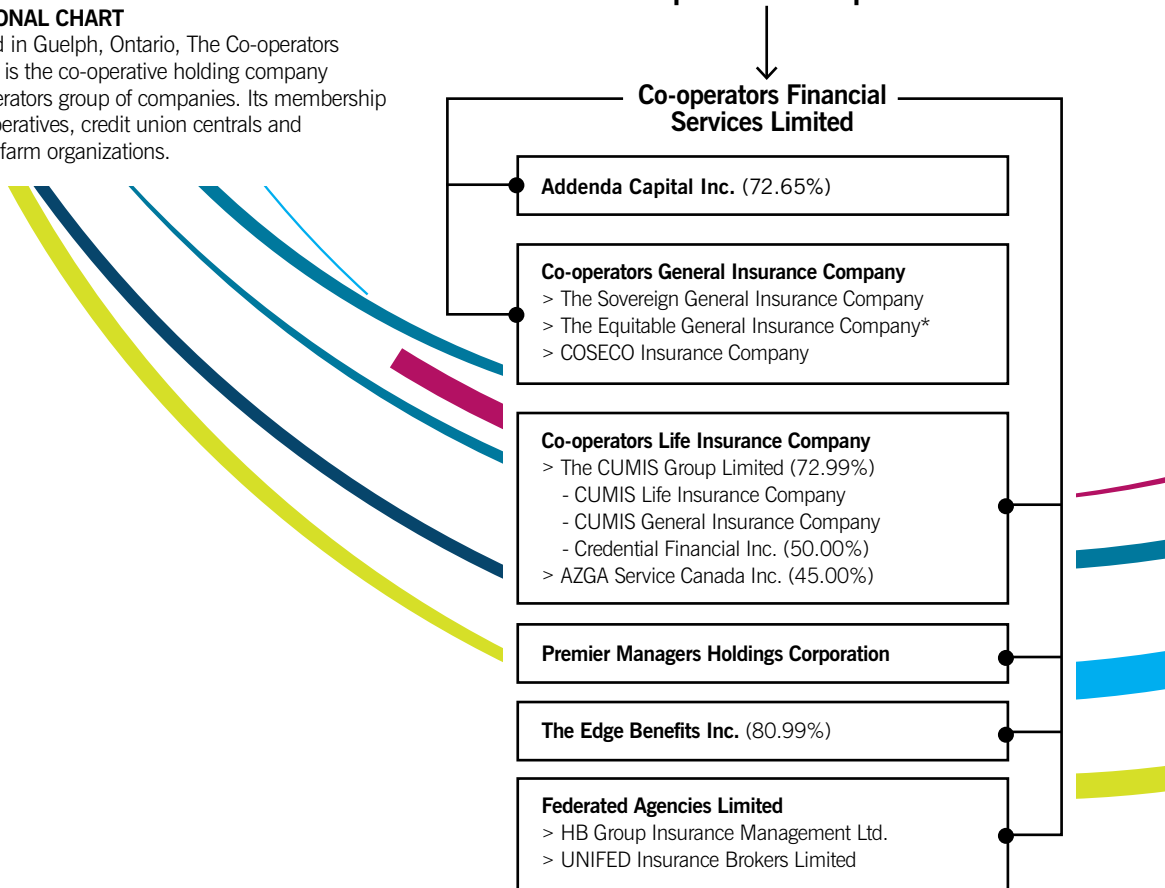 ONAL CHART
in Guelph, Ontario, The Co-operators
is the co-operative holding company
erators group of companies. Its membership
peratives, credit union centrals and
farm organizations.
Co-operators Financial
Services Limited
Addenda Capital Inc. (72.65%)
Co-operators General Insurance Company
> The Sovereign General Insurance Company
> The Equitable General Insurance Company*
> COSECO Insurance Company
Co-operators Life Insurance Company
> The CUMIS Group Limited (72.99%)
- CUMIS Life Insurance Company
- CUMIS General Insurance Company
- Credential Financial Inc. (50.00%)
> AZGA Service Canada Inc. (45.00%)
Premier Managers Holdings Corporation
The Edge Benefits Inc. (80.99%)
Federated Agencies Limited
> HB Group Insurance Management Ltd.
> UNIFED Insurance Brokers Limited